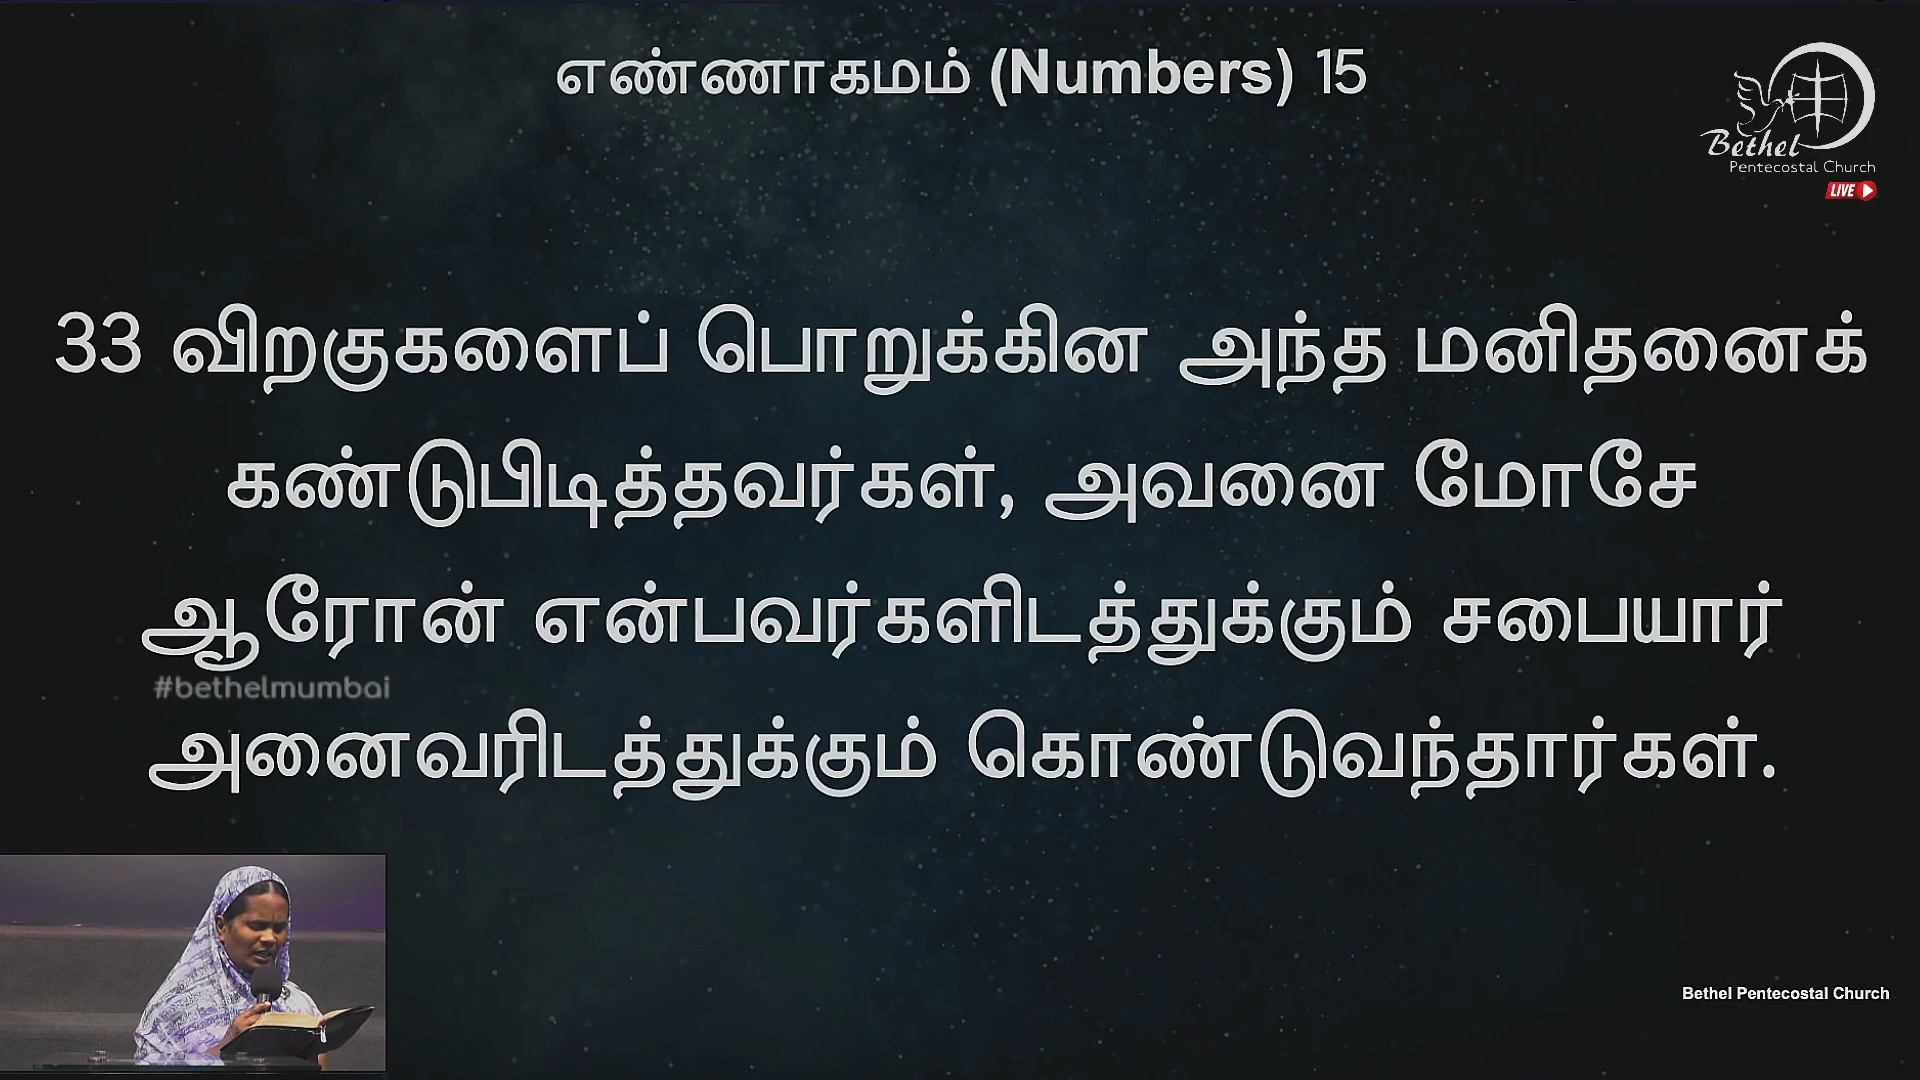 எண்ணாகமம் (Numbers) 15
Bethel
Pentecostal Church
LIVE
33 விறகுகளைப் பொறுக்கின அந்த மனிதனைக்
கண்டுபிடித்தவர்கள், அவனை மோசே
ஆரோன் என்பவர்களிடத்துக்கும் சபையார்
#bethelmumbai
அனைவரிடத்துக்கும் கொண்டுவந்தார்கள்.
Bethel Pentecostal Church